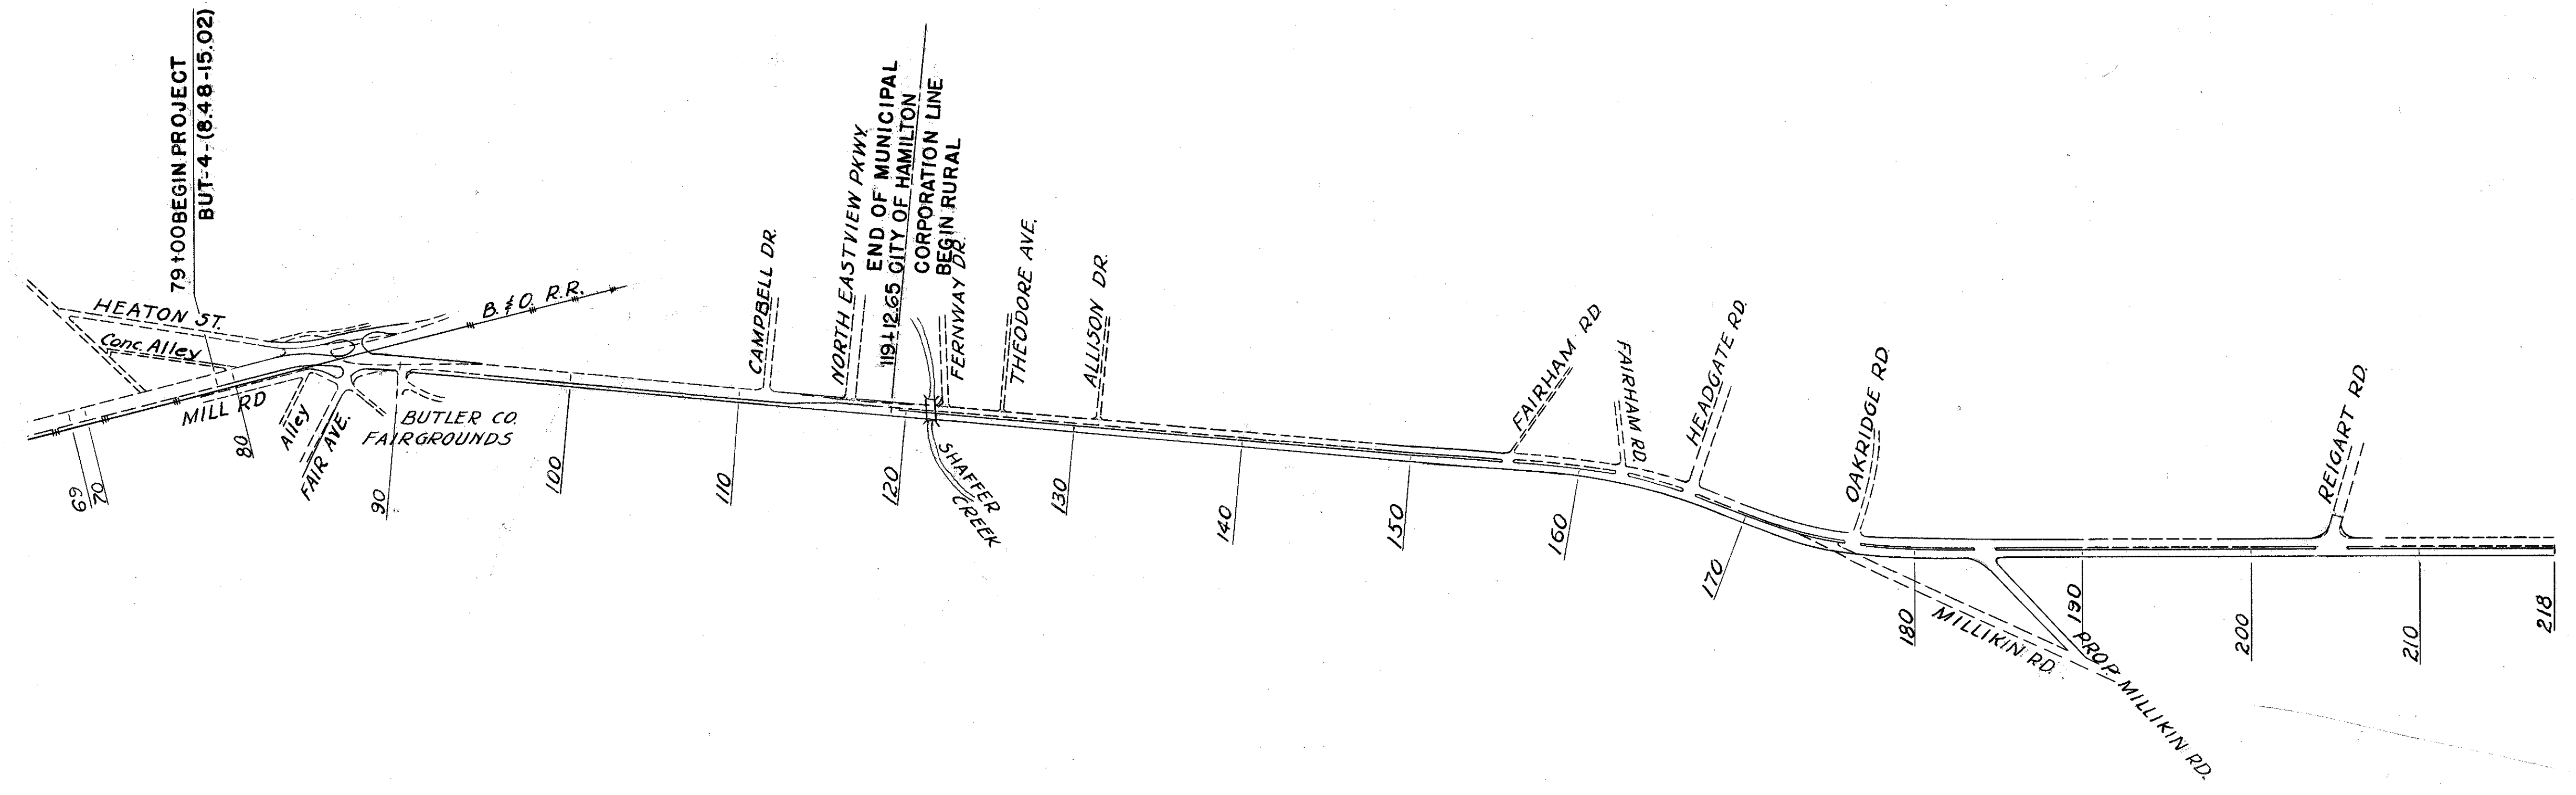 79+00 BEGIN PROJECT
BUT-4-(8.48-15.02)
HEATON ST.
Conc. Alley
B. & O. R.R.
MILL RD
Alley
FAIR AVE.
BUTLER CO.
FAIRGROUNDS
69
70
80
90
100
110
CAMPBELL DR.
NORTH EASTVIEW PKWY.
END OF MUNICIPAL
119+12.65 CITY OF HAMILTON
CORPORATION LINE
BEGIN RURAL
FERNWAY DR.
THEODORE AVE.
ALLISON DR.
120
SHAFFER
CREEK
130
140
150
160
FAIRHAM RD.
FAIRHAM RD.
HEADGATE RD.
170
OAKRIDGE RD.
180
MILLIKIN RD.
190
PROP. MILLIKIN RD.
200
REIGART RD.
210
218